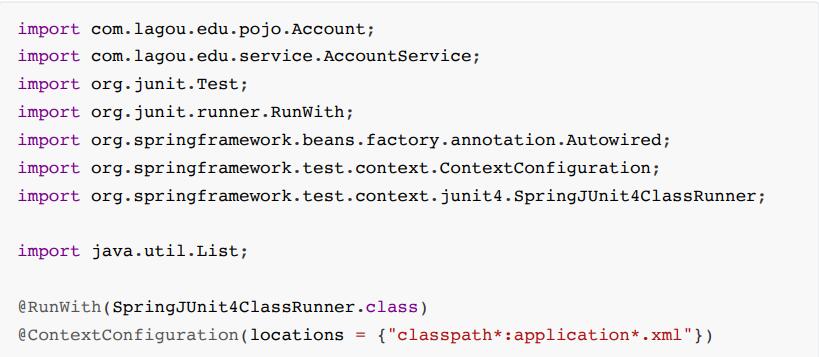 import com.lagou.edu.pojo.Account;
import com.lagou.edu.service.AccountService;
import org.junit.Test;
import org.junit.runner.RunWith;
import org.springframework.beans.factory.annotation.Autowired;
import org.springframework.test.context.ContextConfiguration;
import org.springframework.test.context.junit4.SpringJUnit4ClassRunner;
import java.util.List;
@RunWith(SpringJUnit4ClassRunner.class)
@ContextConfiguration(locations = {"classpath*:application*.xml"})